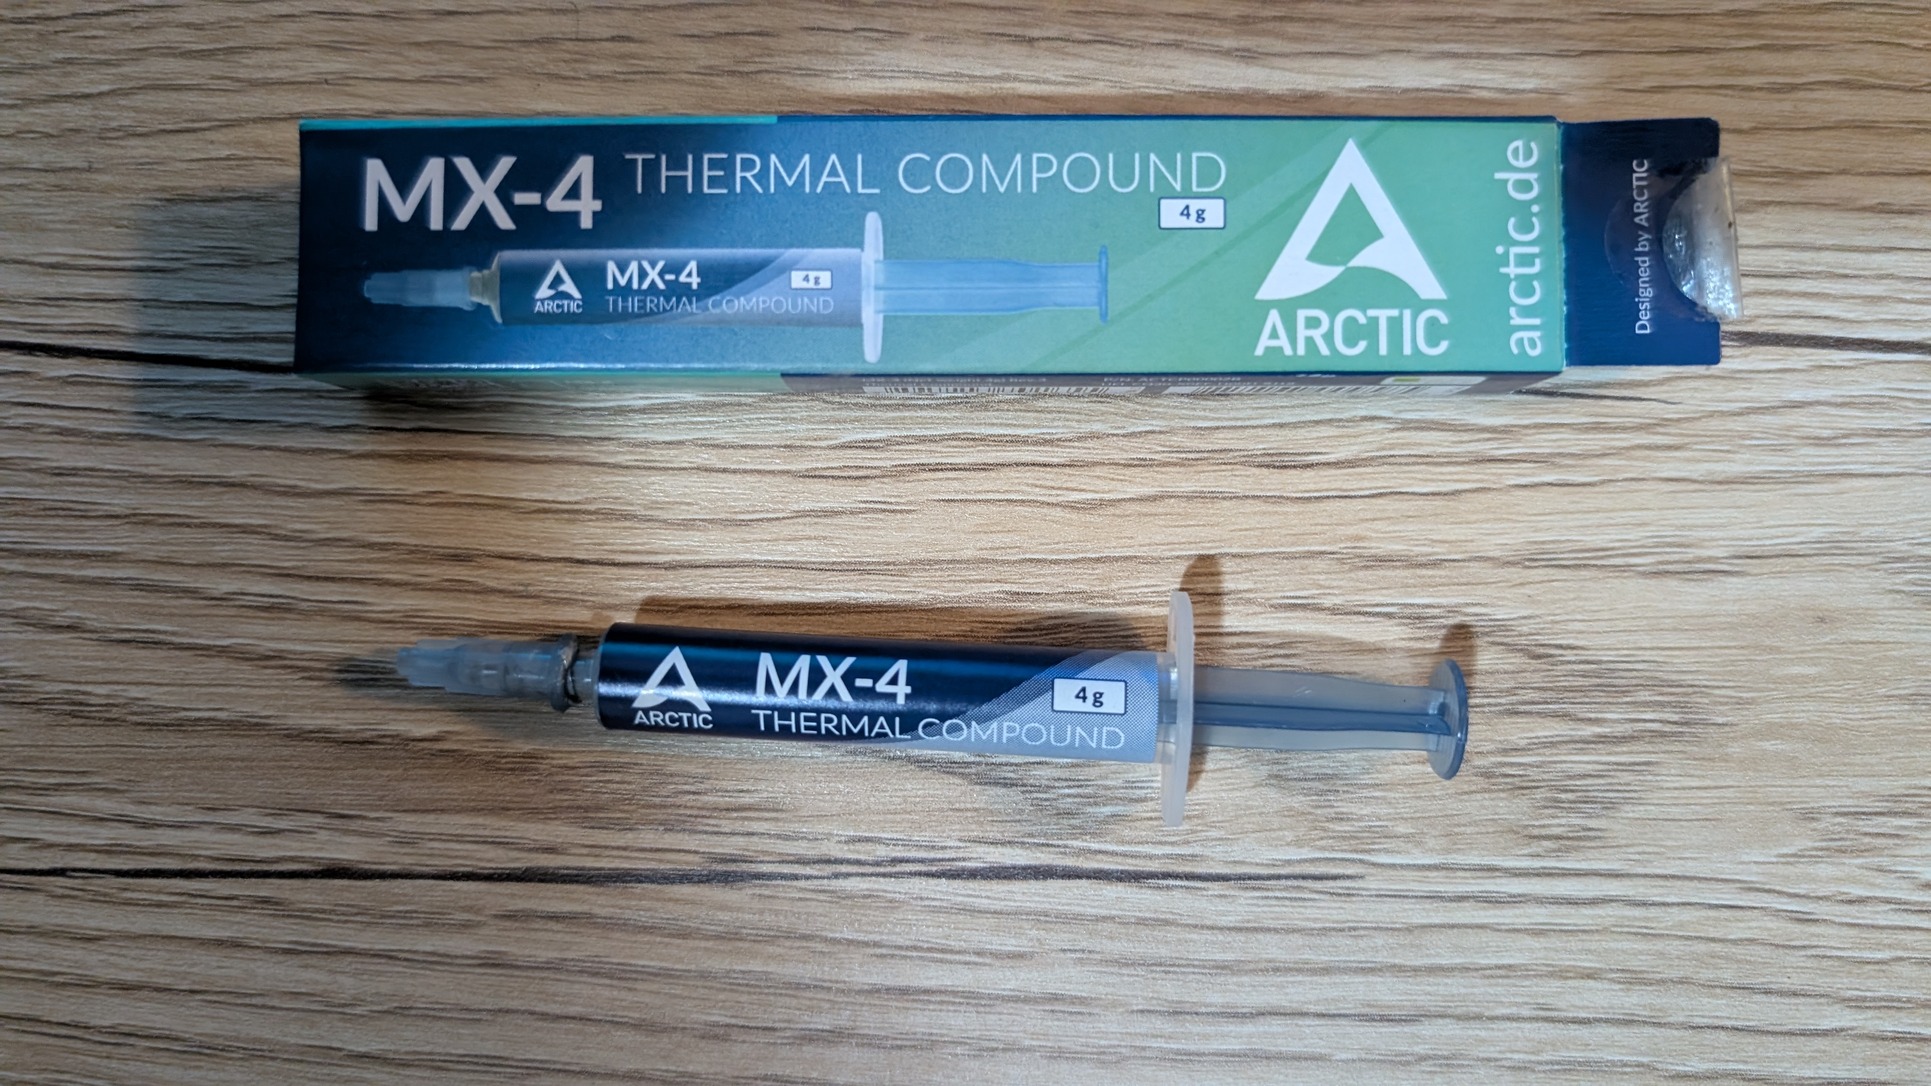 MX-4 THERMAL COMPOUND
4g
ARCTIC
MX-4
4g
THERMAL COMPOUND
ARCTIC
arctic.de
Designed by ARCTIC
ARCTIC
MX-4
4g
THERMAL COMPOUND